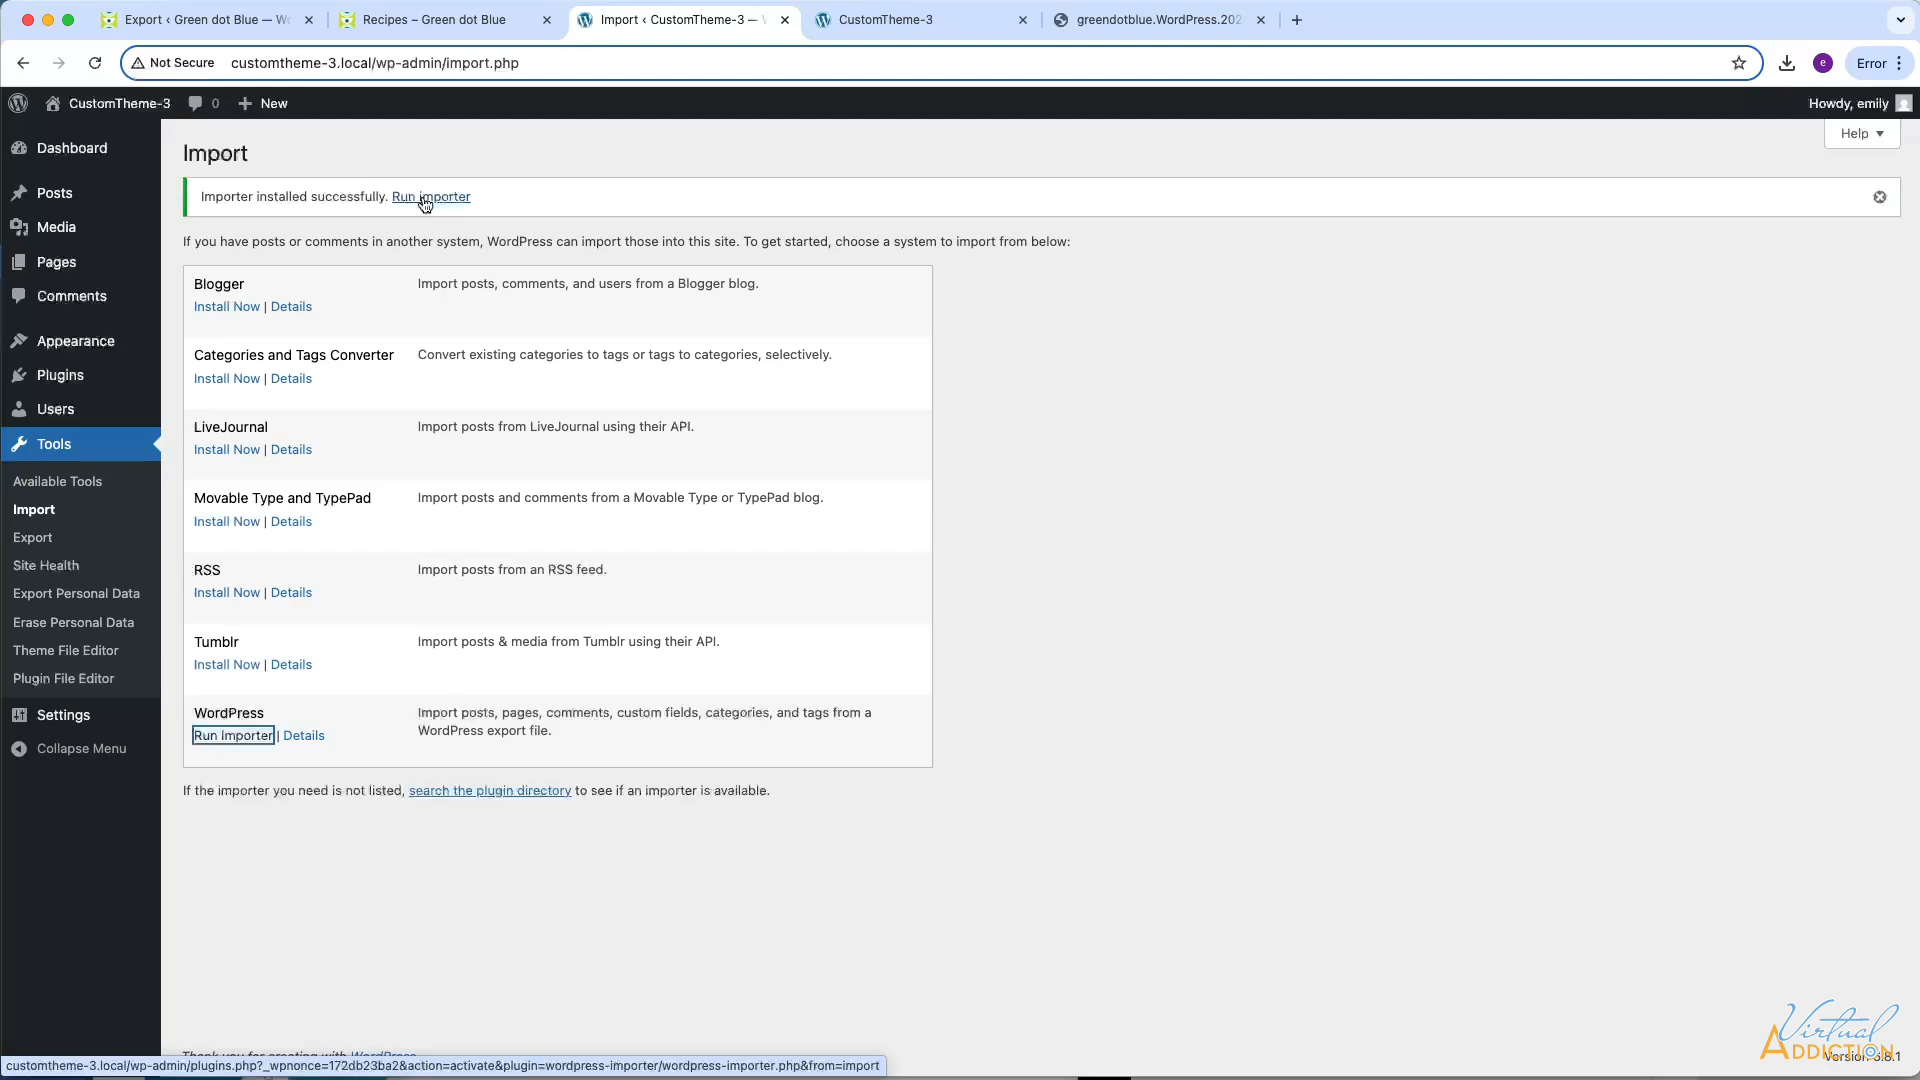 Export ‹ Green dot Blue — Wo
Recipes – Green dot Blue
Import ‹ CustomTheme-3 — W
CustomTheme-3
greendotblue.WordPress.202
Not Secure
customtheme-3.local/wp-admin/import.php
e
Error
CustomTheme-3
0
New
Howdy, emily
Help
Dashboard
Posts
Media
Pages
Comments
Appearance
Plugins
Users
Tools
Available Tools
Import
Export
Site Health
Export Personal Data
Erase Personal Data
Theme File Editor
Plugin File Editor
Settings
Collapse Menu
Import
Importer installed successfully. Run importer
If you have posts or comments in another system, WordPress can import those into this site. To get started, choose a system to import from below:
Blogger
Import posts, comments, and users from a Blogger blog.
Install Now | Details
Categories and Tags Converter
Convert existing categories to tags or tags to categories, selectively.
Install Now | Details
LiveJournal
Import posts from LiveJournal using their API.
Install Now | Details
Movable Type and TypePad
Import posts and comments from a Movable Type or TypePad blog.
Install Now | Details
RSS
Import posts from an RSS feed.
Install Now | Details
Tumblr
Import posts & media from Tumblr using their API.
Install Now | Details
WordPress
Import posts, pages, comments, custom fields, categories, and tags from a
WordPress export file.
Run Importer | Details
If the importer you need is not listed, search the plugin directory to see if an importer is available.
Thank you for creating with WordPress.
Virtual
ADDICTION
Version 6.8.1
customtheme-3.local/wp-admin/plugins.php?_wpnonce=172db23ba2&action=activate&plugin=wordpress-importer/wordpress-importer.php&from=import